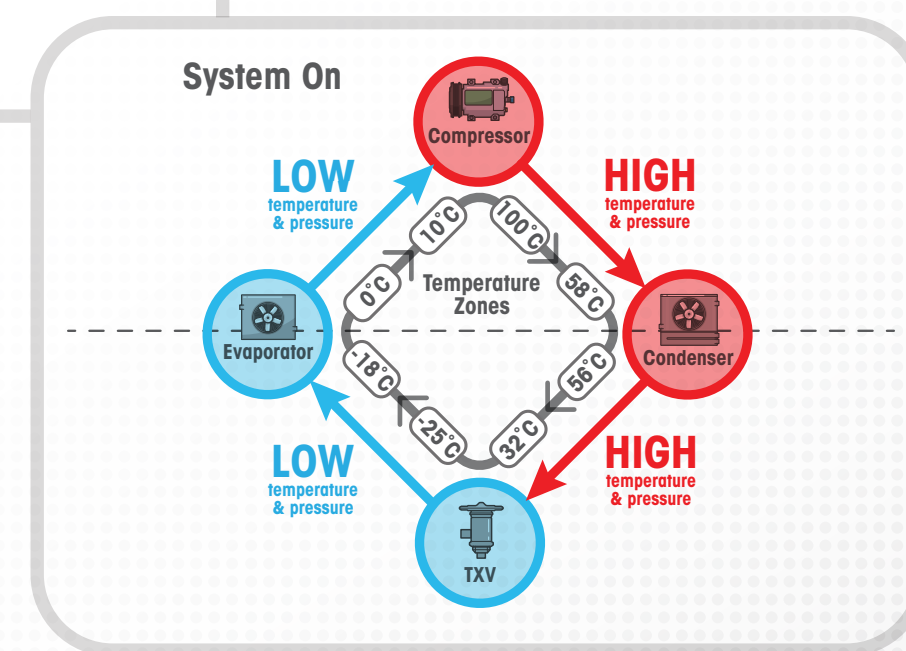 System On
Compressor
LOW
temperature
& pressure
HIGH
temperature
& pressure
10°C
100°C
0°C
Temperature
Zones
58°C
Evaporator
Condenser
-18°C
56°C
-25°C
32°C
LOW
temperature
& pressure
HIGH
temperature
& pressure
TXV